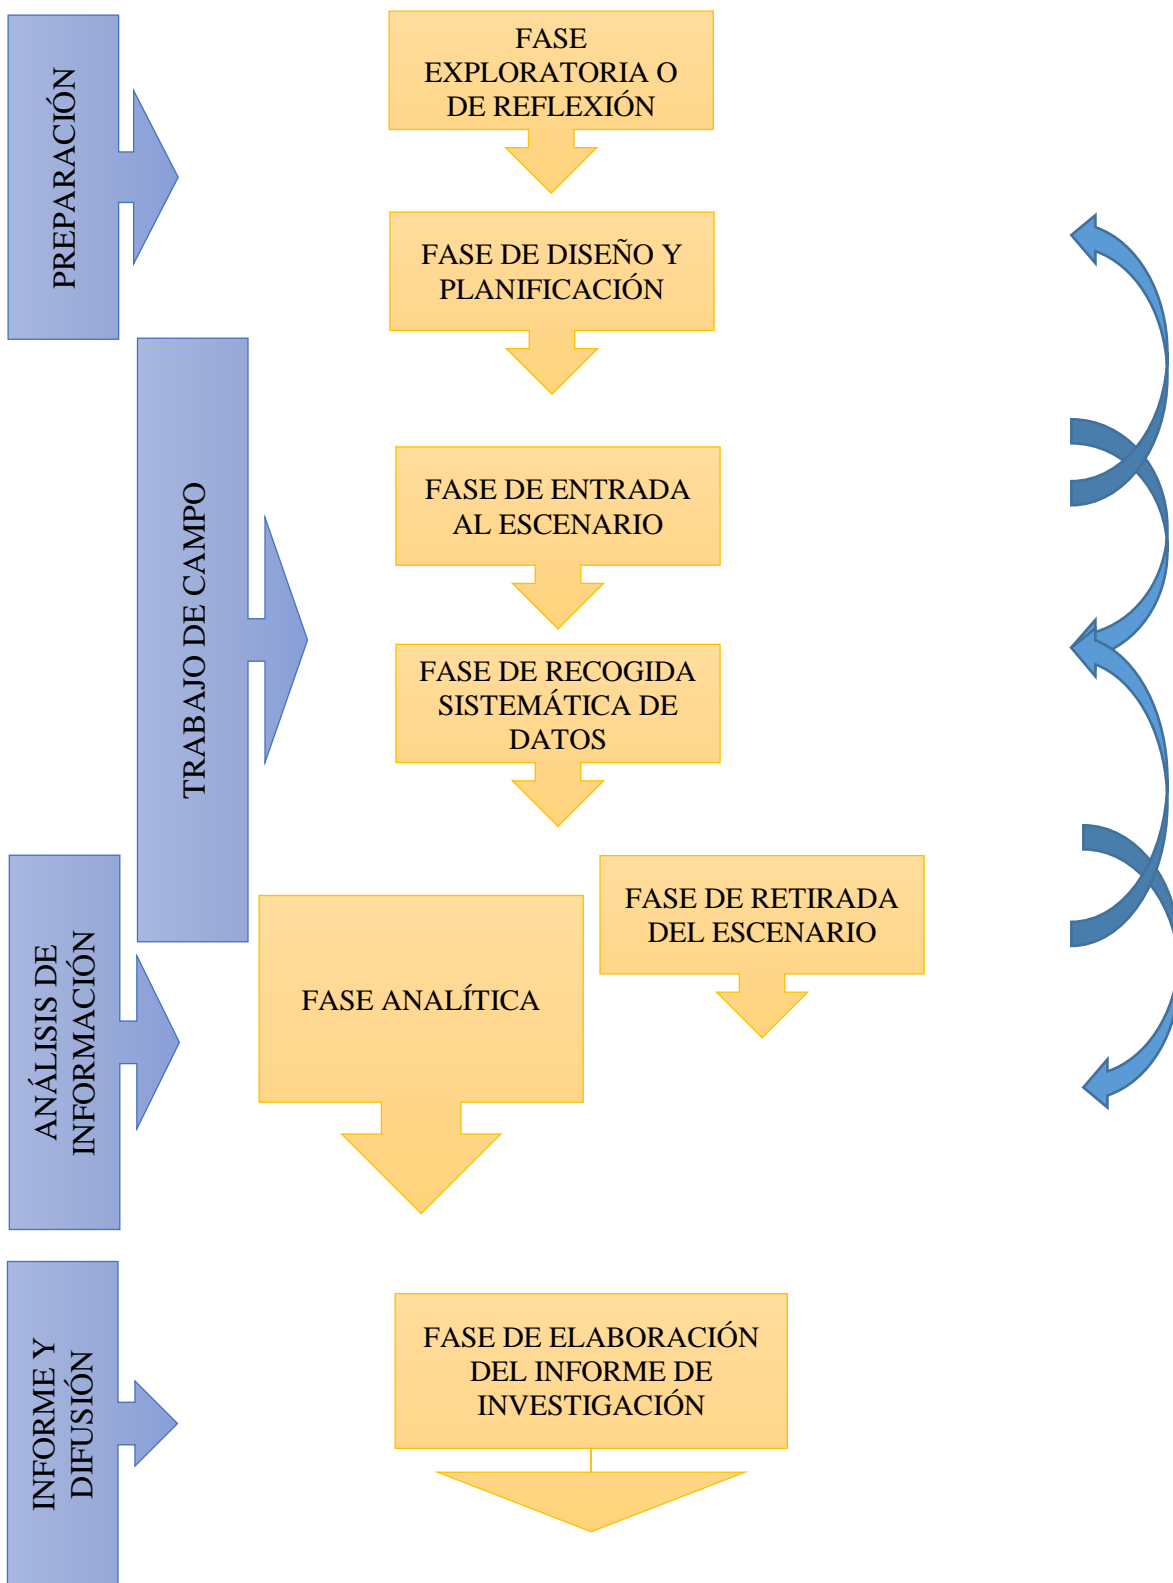 PREPARACIÓN
FASE
EXPLORATORIA O
DE REFLEXIÓN
FASE DE DISEÑO Y
PLANIFICACIÓN
TRABAJO DE CAMPO
FASE DE ENTRADA
AL ESCENARIO
FASE DE RECOGIDA
SISTEMÁTICA DE
DATOS
FASE DE RETIRADA
DEL ESCENARIO
ANÁLISIS DE
INFORMACIÓN
FASE ANALÍTICA
INFORME Y
DIFUSIÓN
FASE DE ELABORACIÓN
DEL INFORME DE
INVESTIGACIÓN